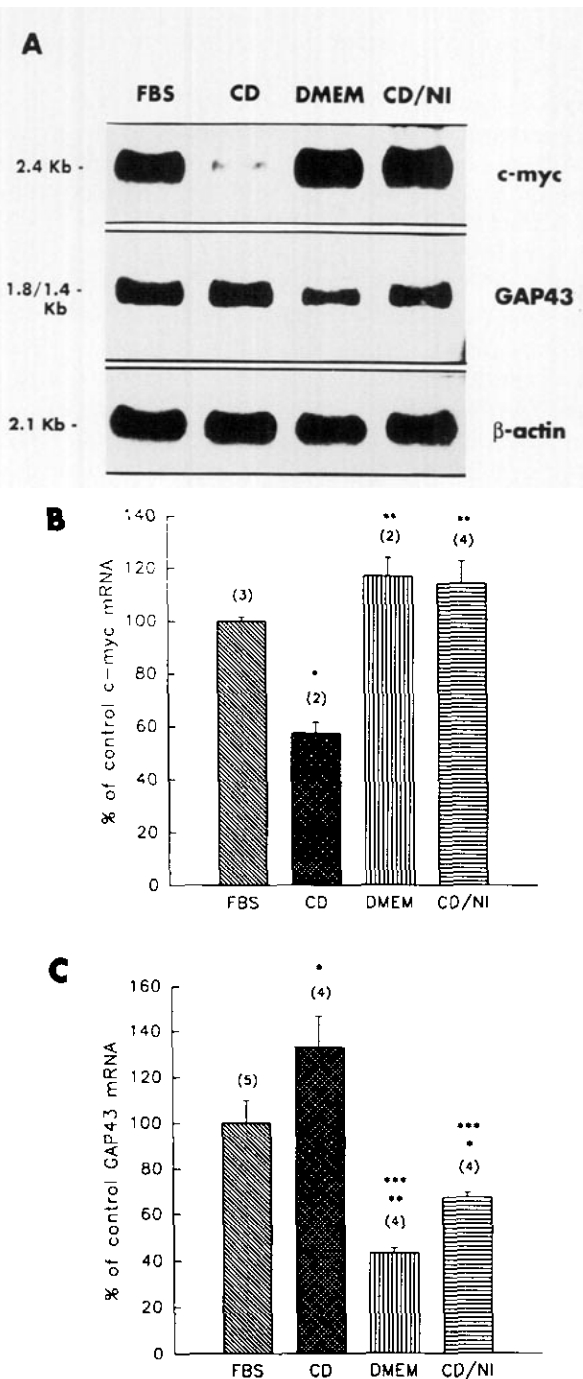 A
FBS CD DMEM CD/NI
2.4 Kb - c-myc
1.8/1.4 - GAP43
Kb
2.1 Kb - β-actin
B
% of control c-myc mRNA
140
120
100
80
60
40
20
0
(3)
*
(2)
**
(2)
**
(4)
FBS CD DMEM CD/NI
C
% of control GAP43 mRNA
160
140
120
100
80
60
40
20
0
(5)
*
(4)
***
**
(4)
***
*
(4)
FBS CD DMEM CD/NI